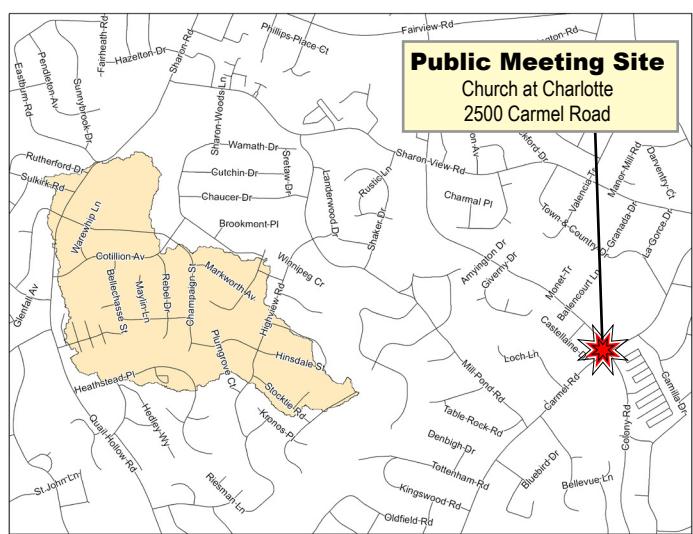 Public Meeting Site
Church at Charlotte
2500 Carmel Road
Fairheath Rd
Phillips Place Ct
Fairview Rd
Hazelton Dr
Sharon Rd
Pendleton Av
Eastburn Rd
Sunnybrook Dr
Sharon Woods Ln
Wamath Dr
Sharon View Rd
Rutherford Dr
Sulkirk Rd
Cutchin Dr
Sretaw Dr
Landerwood Dr
Rustic Ln
Valencia Tr
Manor Mill Rd
Darventry Ct
Chaucer Dr
Charmal Pl
Warewhip Ln
Brookmont Pl
Shaker Dr
Town & Country Dr
Granada Dr
La Gorce Dr
Cotillion Av
Winnipeg Cr
Amyington Dr
Giverny Dr
Monet Tr
Ballencourt Ln
Glenfall Av
Bellechasse St
Maylin Ln
Rebel Dr
Champaign St
Markworth Av
Highview Rd
Castellaine D
Plumgrove Ct
Hinsdale St
Loch Ln
Mill Pond Rd
Heathstead Pl
Stocktie Rd
Carmel Rd
Camilla Dr
Quail Hollow Rd
Hedley Wy
Kronos Pl
Table Rock Rd
Colony Rd
Denbigh Dr
St John Ln
Riesman Ln
Tottenham Rd
Bluebird Dr
Bellevue Ln
Kingswood Rd
Oldfield Rd